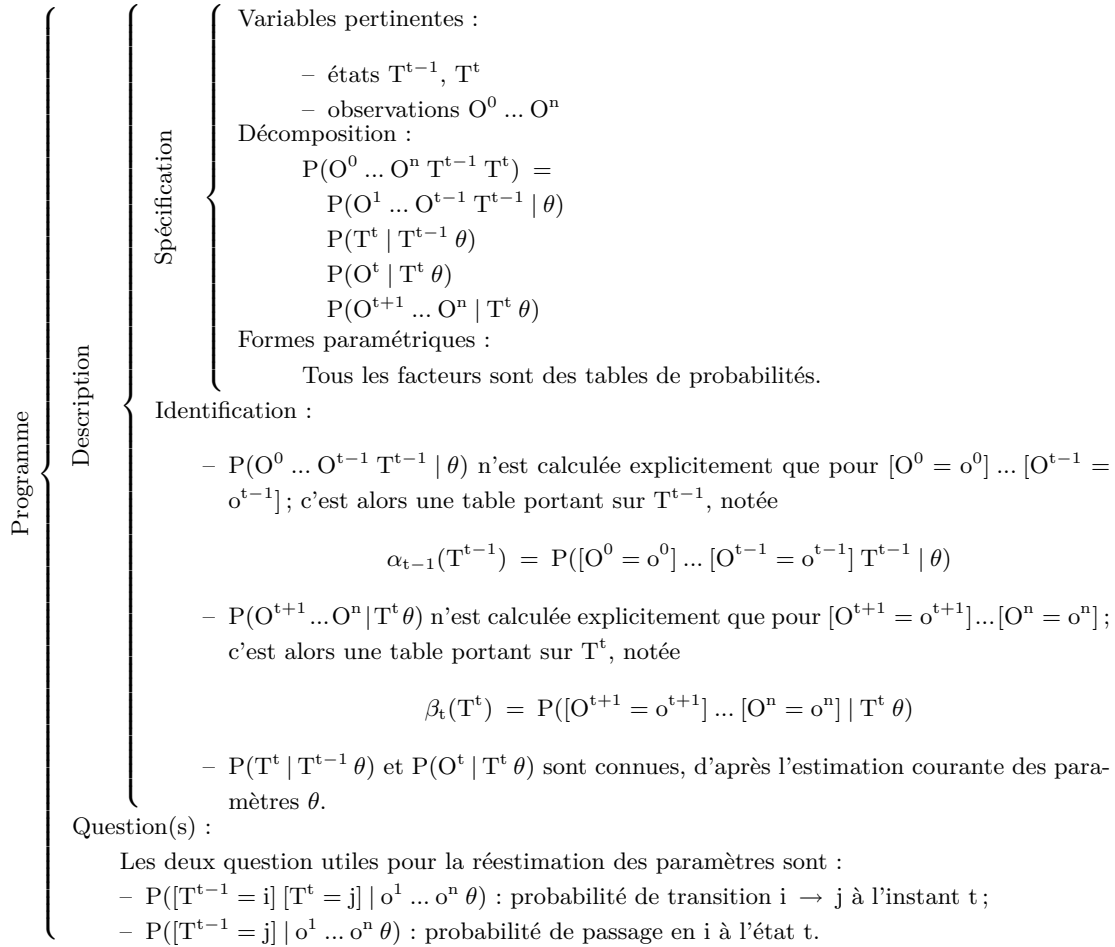 Programme
Description
Spécification
Variables pertinentes :
– états T^{t−1}, T^{t}
– observations O^{0} ... O^{n}
Décomposition :
P(O^{0} ... O^{n} T^{t−1} T^{t}) =
P(O^{1} ... O^{t−1} T^{t−1} | θ)
P(T^{t} | T^{t−1} θ)
P(O^{t} | T^{t} θ)
P(O^{t+1} ... O^{n} | T^{t} θ)
Formes paramétriques :
Tous les facteurs sont des tables de probabilités.
Identification :
– P(O^{0} ... O^{t−1} T^{t−1} | θ) n'est calculée explicitement que pour [O^{0} = o^{0}] ... [O^{t−1} =
o^{t−1}] ; c'est alors une table portant sur T^{t−1}, notée
α_{t−1}(T^{t−1}) = P([O^{0} = o^{0}] ... [O^{t−1} = o^{t−1}] T^{t−1} | θ)
– P(O^{t+1} ... O^{n} | T^{t} θ) n'est calculée explicitement que pour [O^{t+1} = o^{t+1}] ... [O^{n} = o^{n}] ;
c'est alors une table portant sur T^{t}, notée
β_{t}(T^{t}) = P([O^{t+1} = o^{t+1}] ... [O^{n} = o^{n}] | T^{t} θ)
– P(T^{t} | T^{t−1} θ) et P(O^{t} | T^{t} θ) sont connues, d'après l'estimation courante des para-
mètres θ.
Question(s) :
Les deux question utiles pour la réestimation des paramètres sont :
– P([T^{t−1} = i] [T^{t} = j] | o^{1} ... o^{n} θ) : probabilité de transition i → j à l'instant t ;
– P([T^{t−1} = j] | o^{1} ... o^{n} θ) : probabilité de passage en i à l'état t.